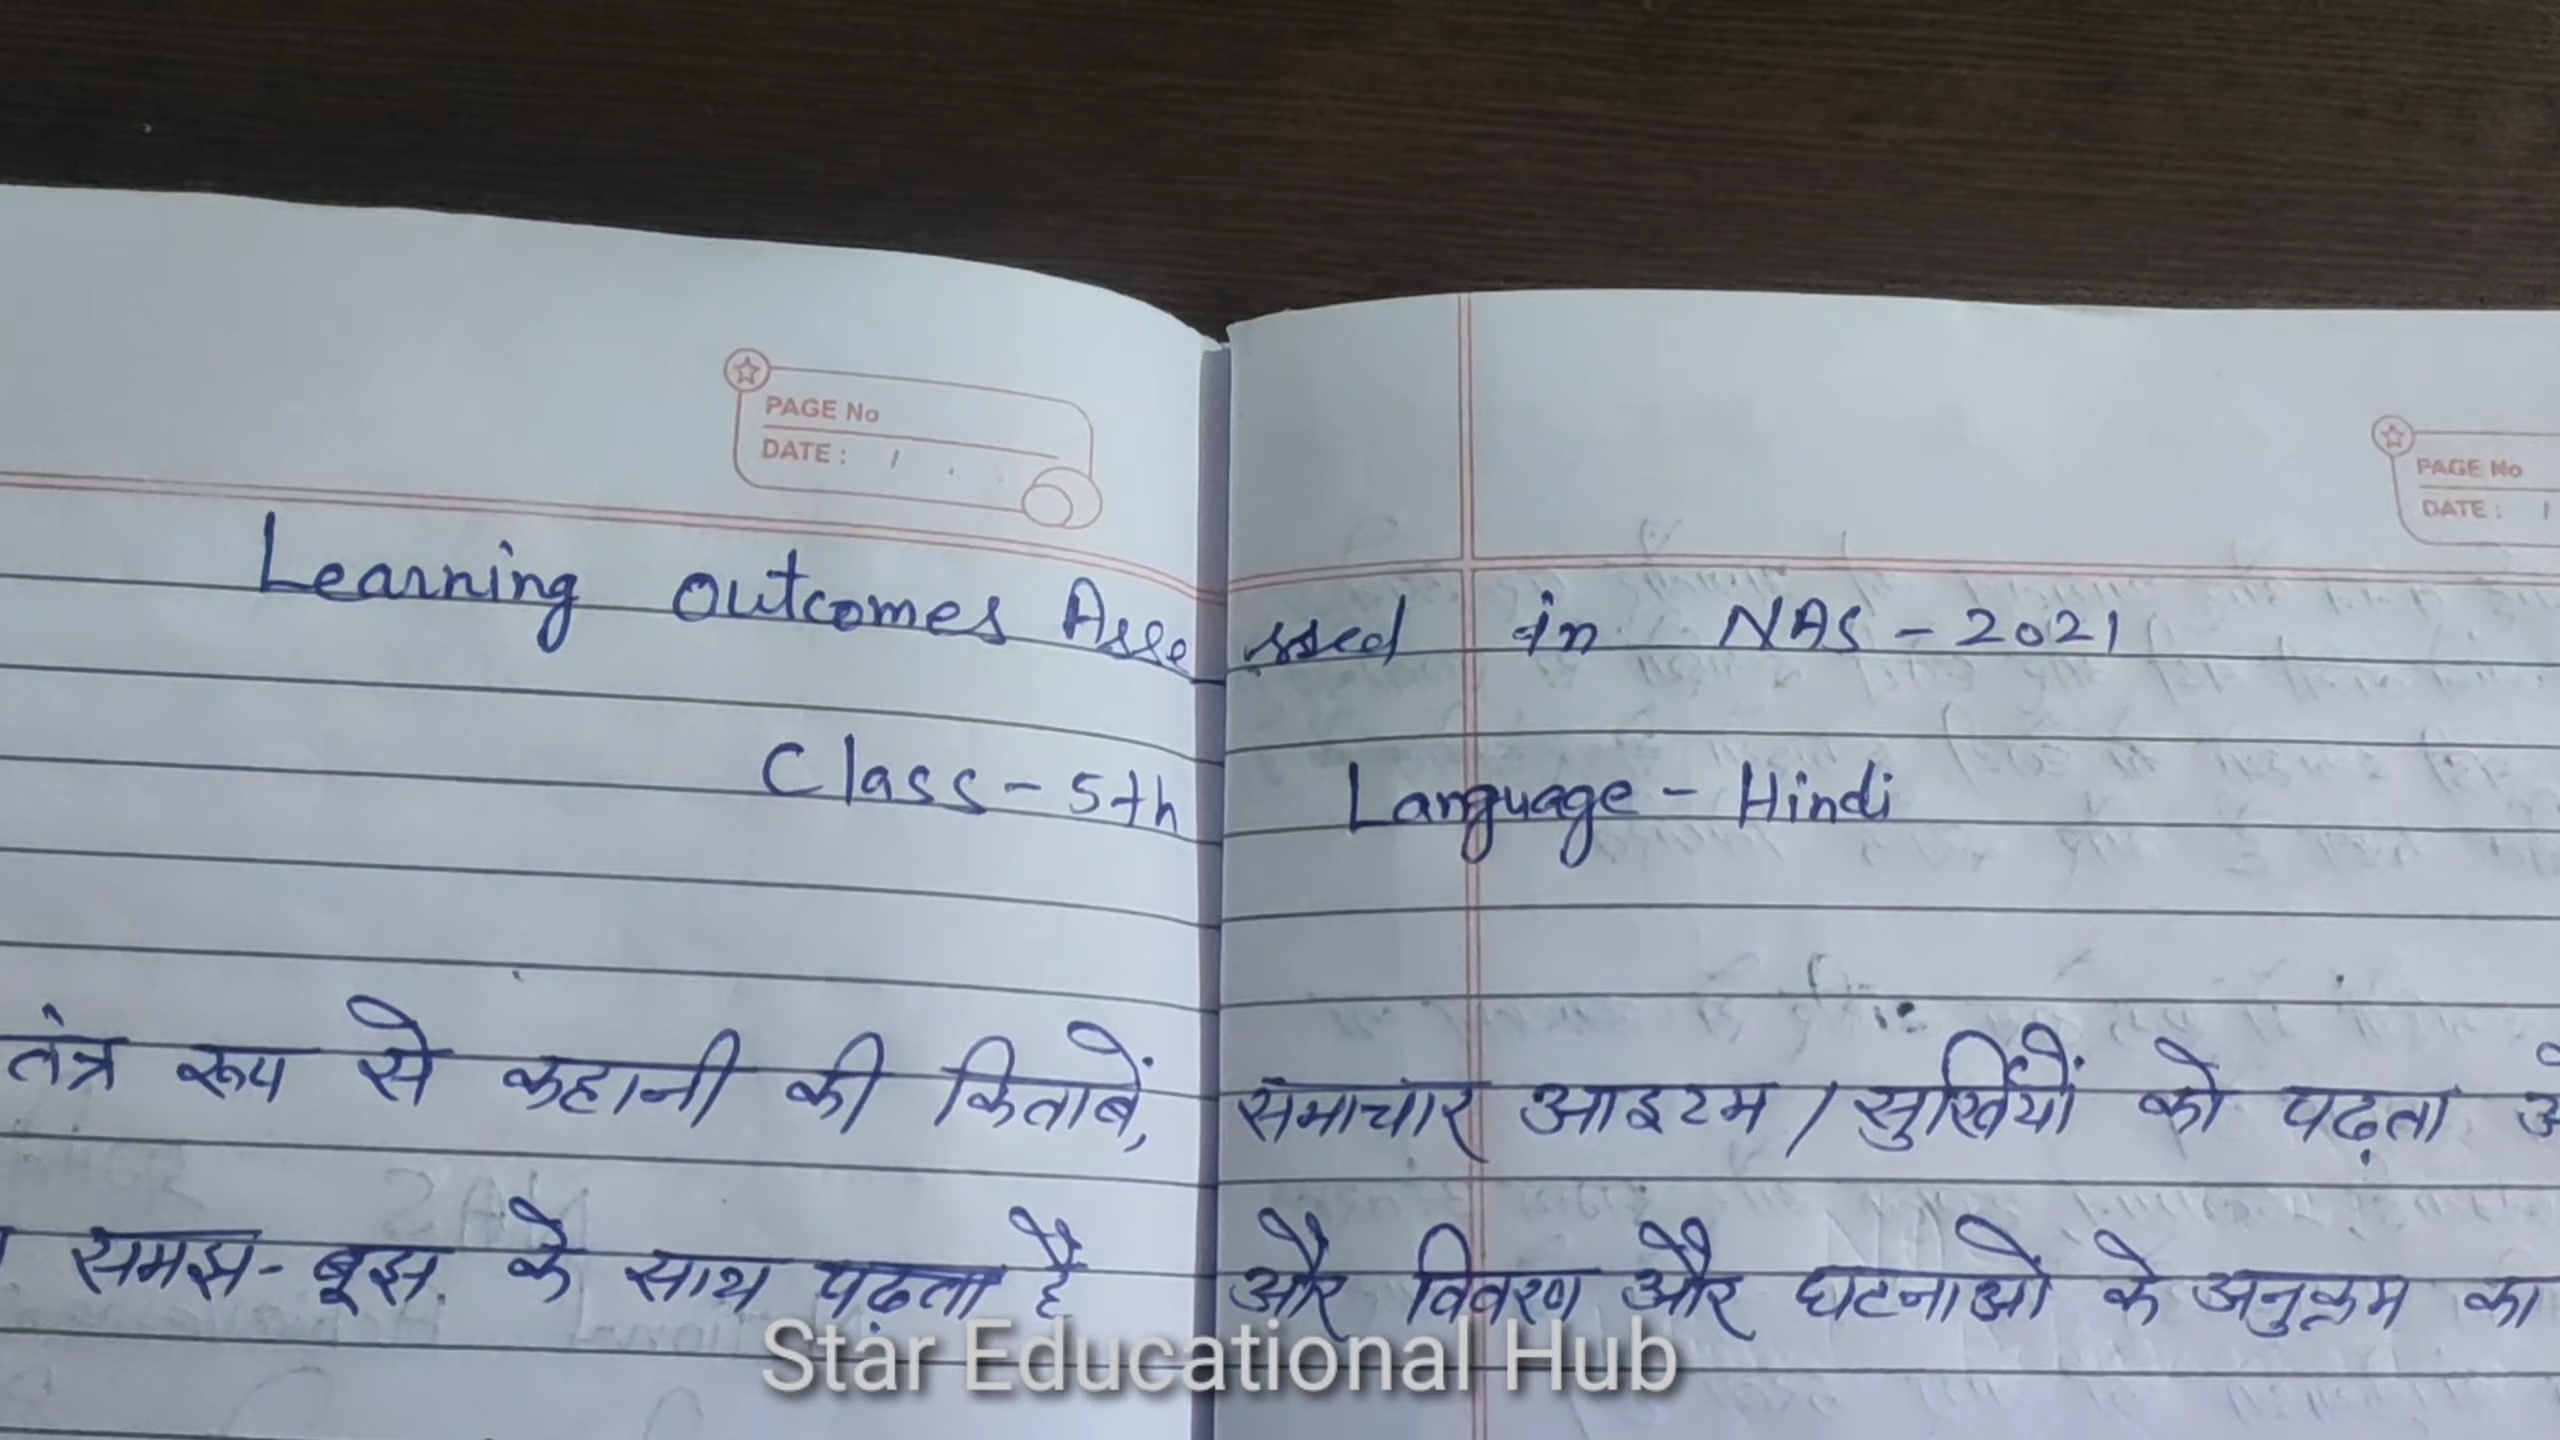 PAGE No
DATE : /
PAGE No
DATE : /
Learning outcomes Assessed in NAS - 2021
Class - 5th Language - Hindi
तंत्र रूप से कहानी की किताबें, समाचार आइटम / सुर्खियों को पढ़ता
समझ - बूझ के साथ पढ़ता है और विवरण और घटनाओं के अनुक्रम का
Star Educational Hub